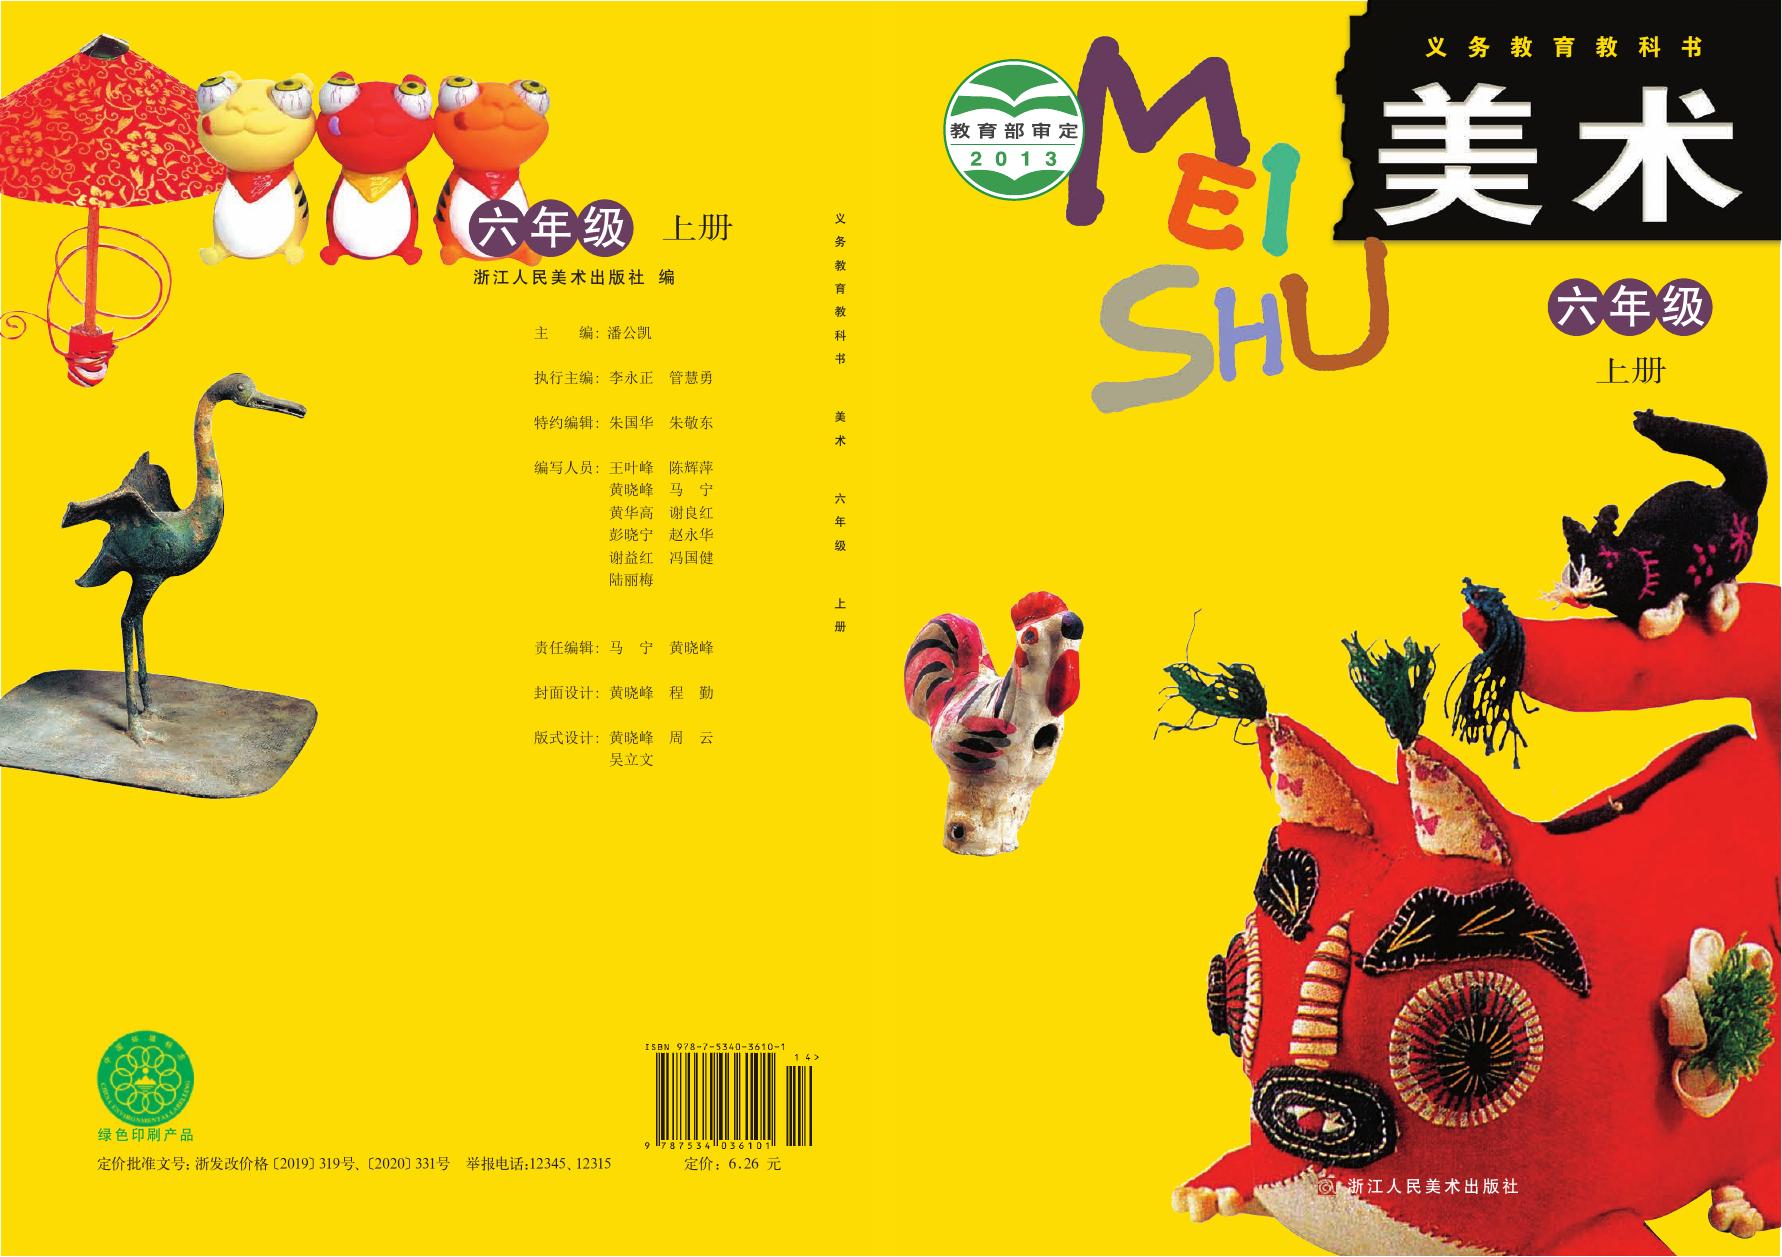 六年级 上册
浙江人民美术出版社 编
主 编：潘公凯
执行主编：李永正 管慧勇
特约编辑：朱国华 朱敬东
编写人员：王叶峰 陈辉萍
黄晓峰 马 宁
黄华高 谢良红
彭晓宁 赵永华
谢益红 冯国健
陆丽梅
责任编辑：马 宁 黄晓峰
封面设计：黄晓峰 程 勤
版式设计：黄晓峰 周 云
吴立文
中国环境标志
CHINA ENVIRONMENTAL LABELLING
绿色印刷产品
定价批准文号：浙发改价格〔2019〕319号、〔2020〕331号 举报电话：12345、12315
ISBN 978-7-5340-3610-1
14>
9 787534 036101
定价：6.26 元
义务教育教科书 美术 六年级 上册
教育部审定
2013
MEI
SHU
义务教育教科书
美术
六年级
上册
浙江人民美术出版社